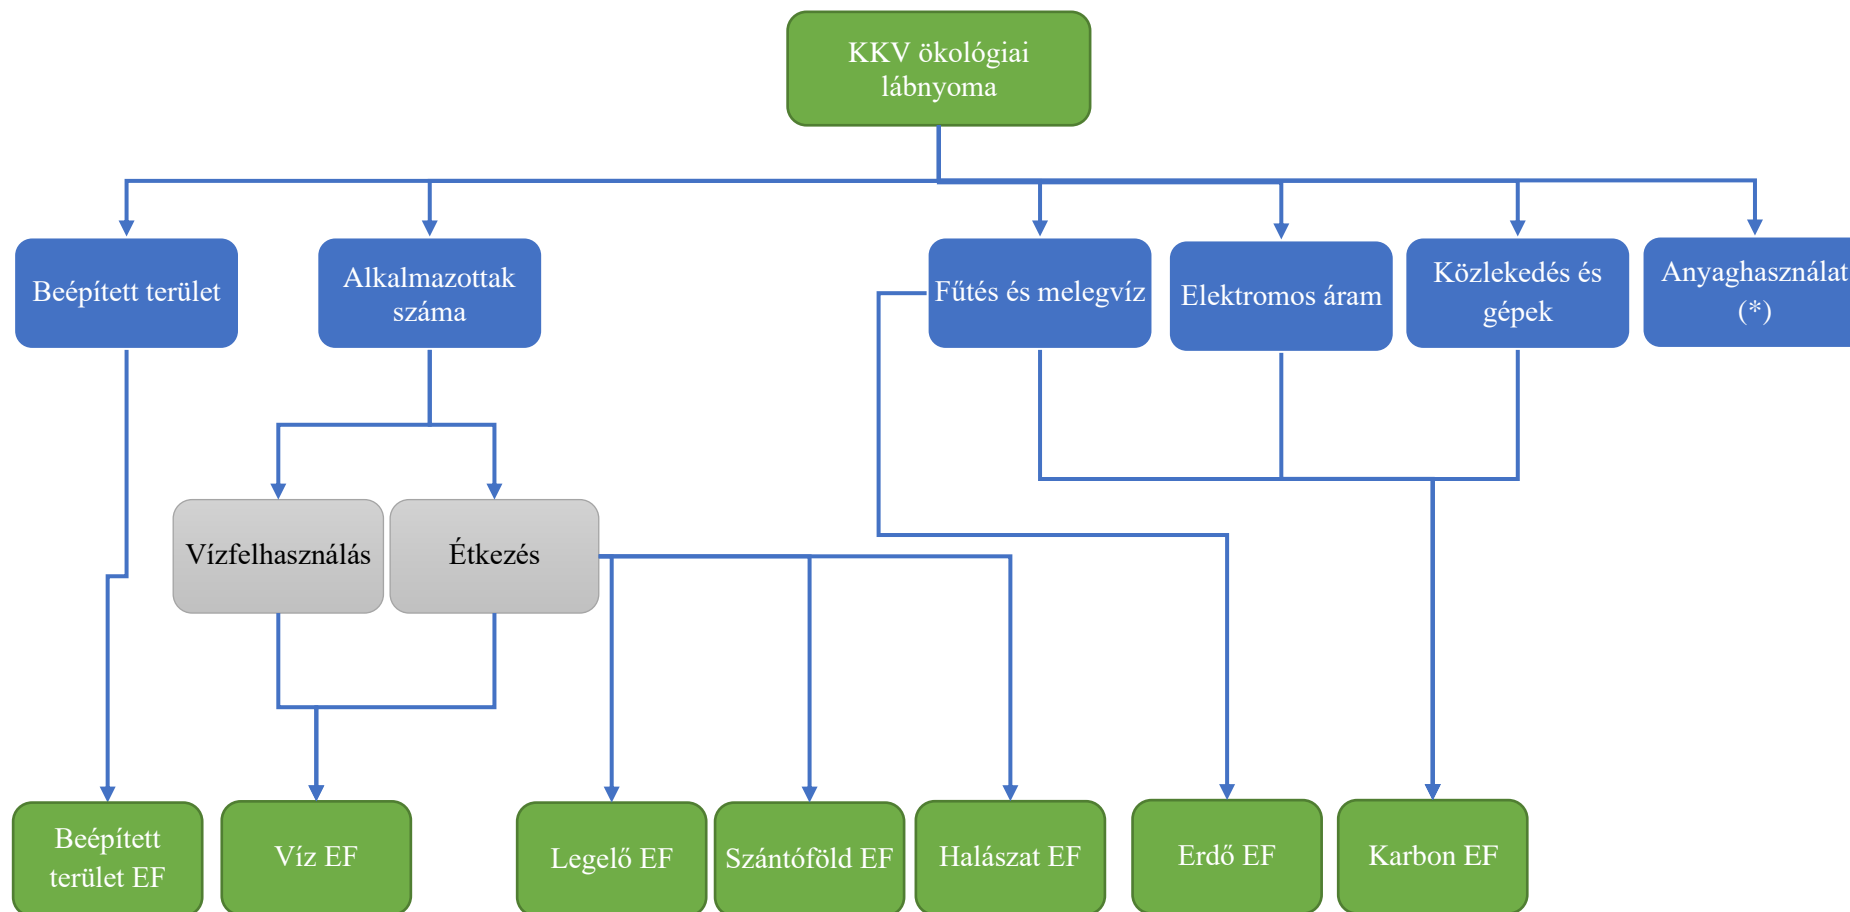 KKV ökológiai
lábnyoma
Beépített terület
Alkalmazottak
száma
Fűtés és melegvíz
Elektromos áram
Közlekedés és
gépek
Anyaghasználat
(*)
Vízfelhasználás
Étkezés
Beépített
terület EF
Víz EF
Legelő EF
Szántóföld EF
Halászat EF
Erdő EF
Karbon EF